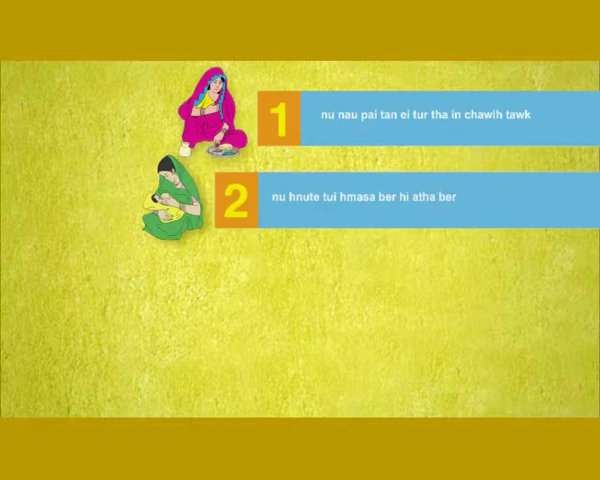 1
nu nau pai tan ei tur tha in chawih tawk
2
nu hnute tui hmasa ber hi atha ber